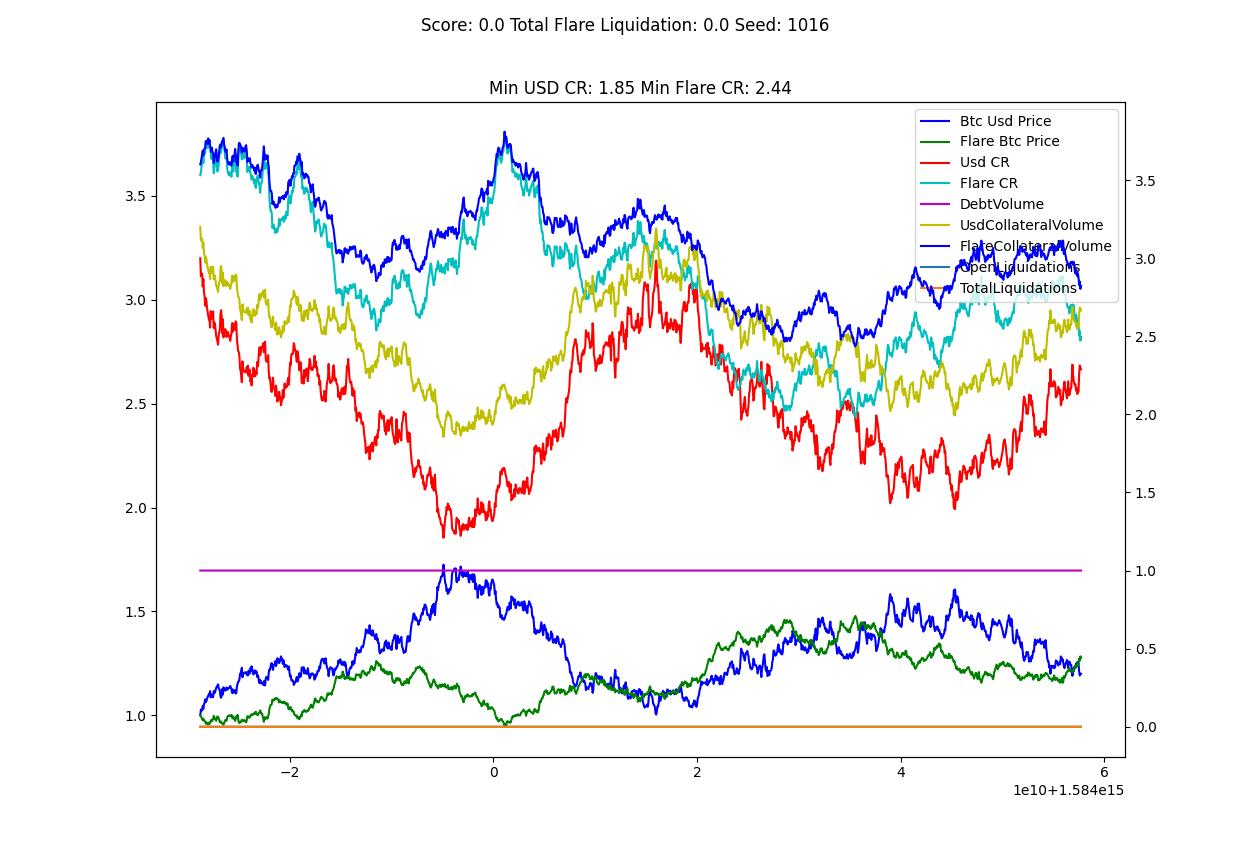 Score: 0.0 Total Flare Liquidation: 0.0 Seed: 1016
Min USD CR: 1.85 Min Flare CR: 2.44
Btc Usd Price
Flare Btc Price
Usd CR
Flare CR
DebtVolume
UsdCollateralVolume
FlareCollateralVolume
OpenLiquidations
TotalLiquidations
3.5
3.0
2.5
2.0
1.5
1.0
3.5
3.0
2.5
2.0
1.5
1.0
0.5
0.0
−2
0
2
4
6
1e10+1.584e15